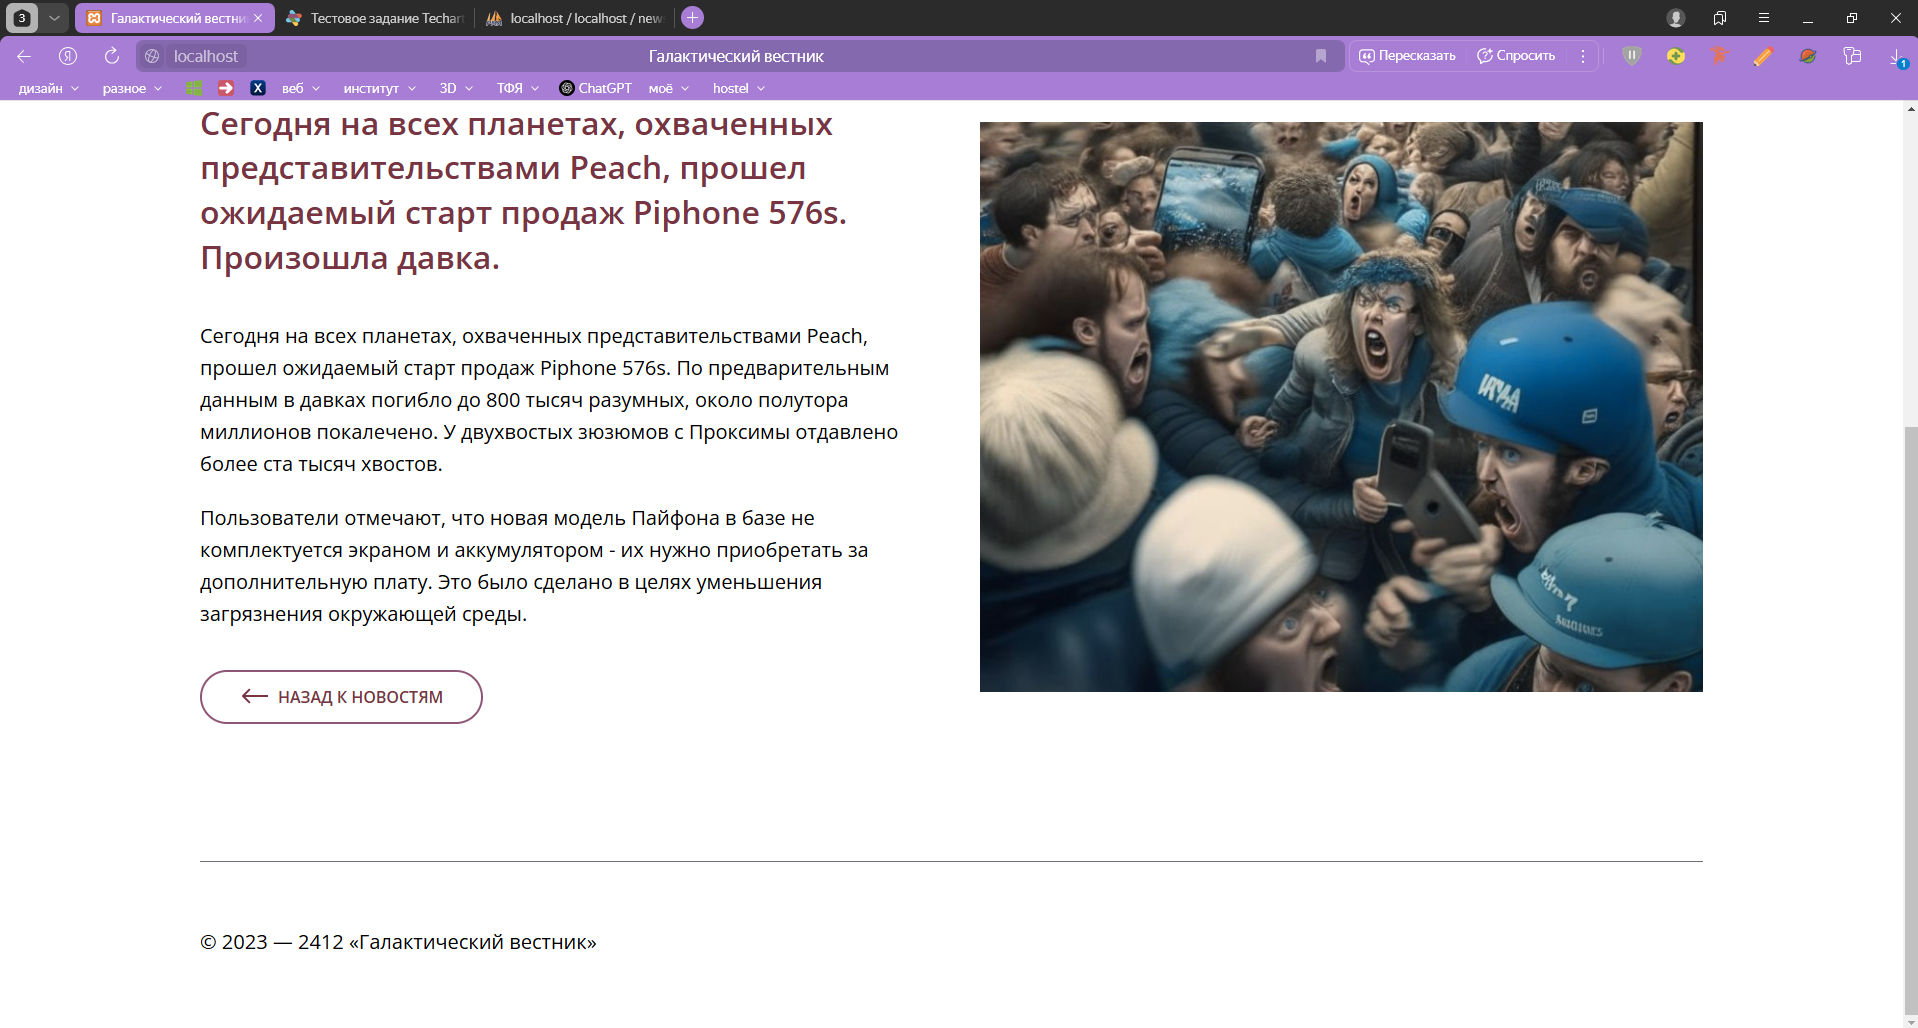 3
Галактический вестни
Тестовое задание Techar
localhost / localhost / new
localhost
Галактический вестник
Пересказать
Спросить
1
дизайн
разное
X
веб
институт
3D
ТФЯ
ChatGPT
моё
hostel
Сегодня на всех планетах, охваченных
представительствами Peach, прошел
ожидаемый старт продаж Piphone 576s.
Произошла давка.
Сегодня на всех планетах, охваченных представительствами Peach,
прошел ожидаемый старт продаж Piphone 576s. По предварительным
данным в давках погибло до 800 тысяч разумных, около полутора
миллионов покалечено. У двухвостых зюзюмов с Проксимы отдавлено
более ста тысяч хвостов.
Пользователи отмечают, что новая модель Пайфона в базе не
комплектуется экраном и аккумулятором - их нужно приобретать за
дополнительную плату. Это было сделано в целях уменьшения
загрязнения окружающей среды.
НАЗАД К НОВОСТЯМ
© 2023 — 2412 «Галактический вестник»